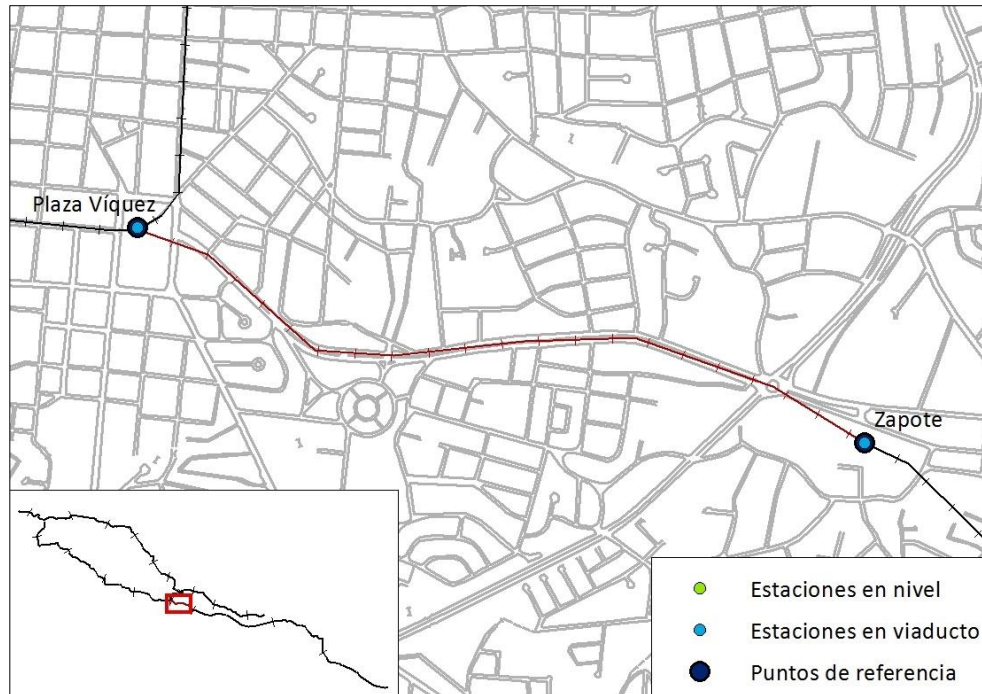 Plaza Víquez
Zapote
Estaciones en nivel
Estaciones en viaducto
Puntos de referencia